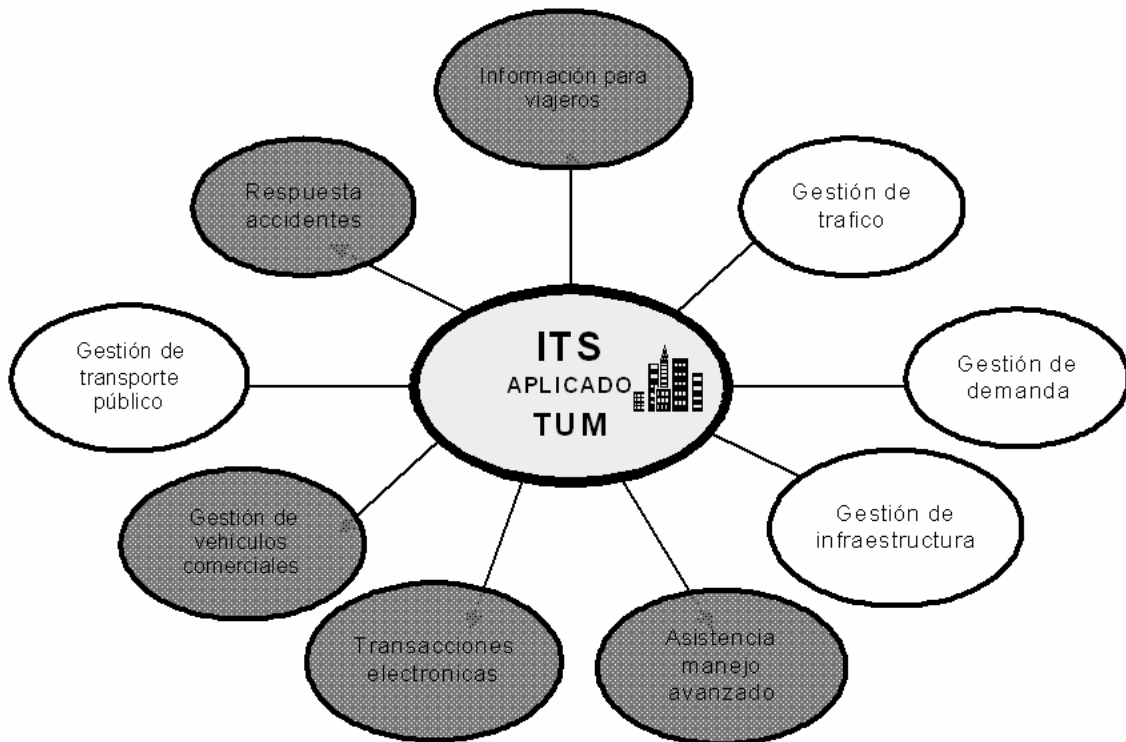 Información para
viajeros
Respuesta
accidentes
Gestión de
trafico
Gestión de
transporte
público
ITS
APLICADO
TUM
Gestión de
demanda
Gestión de
vehículos
comerciales
Gestión de
infraestructura
Transacciones
electronicas
Asistencia
manejo
avanzado